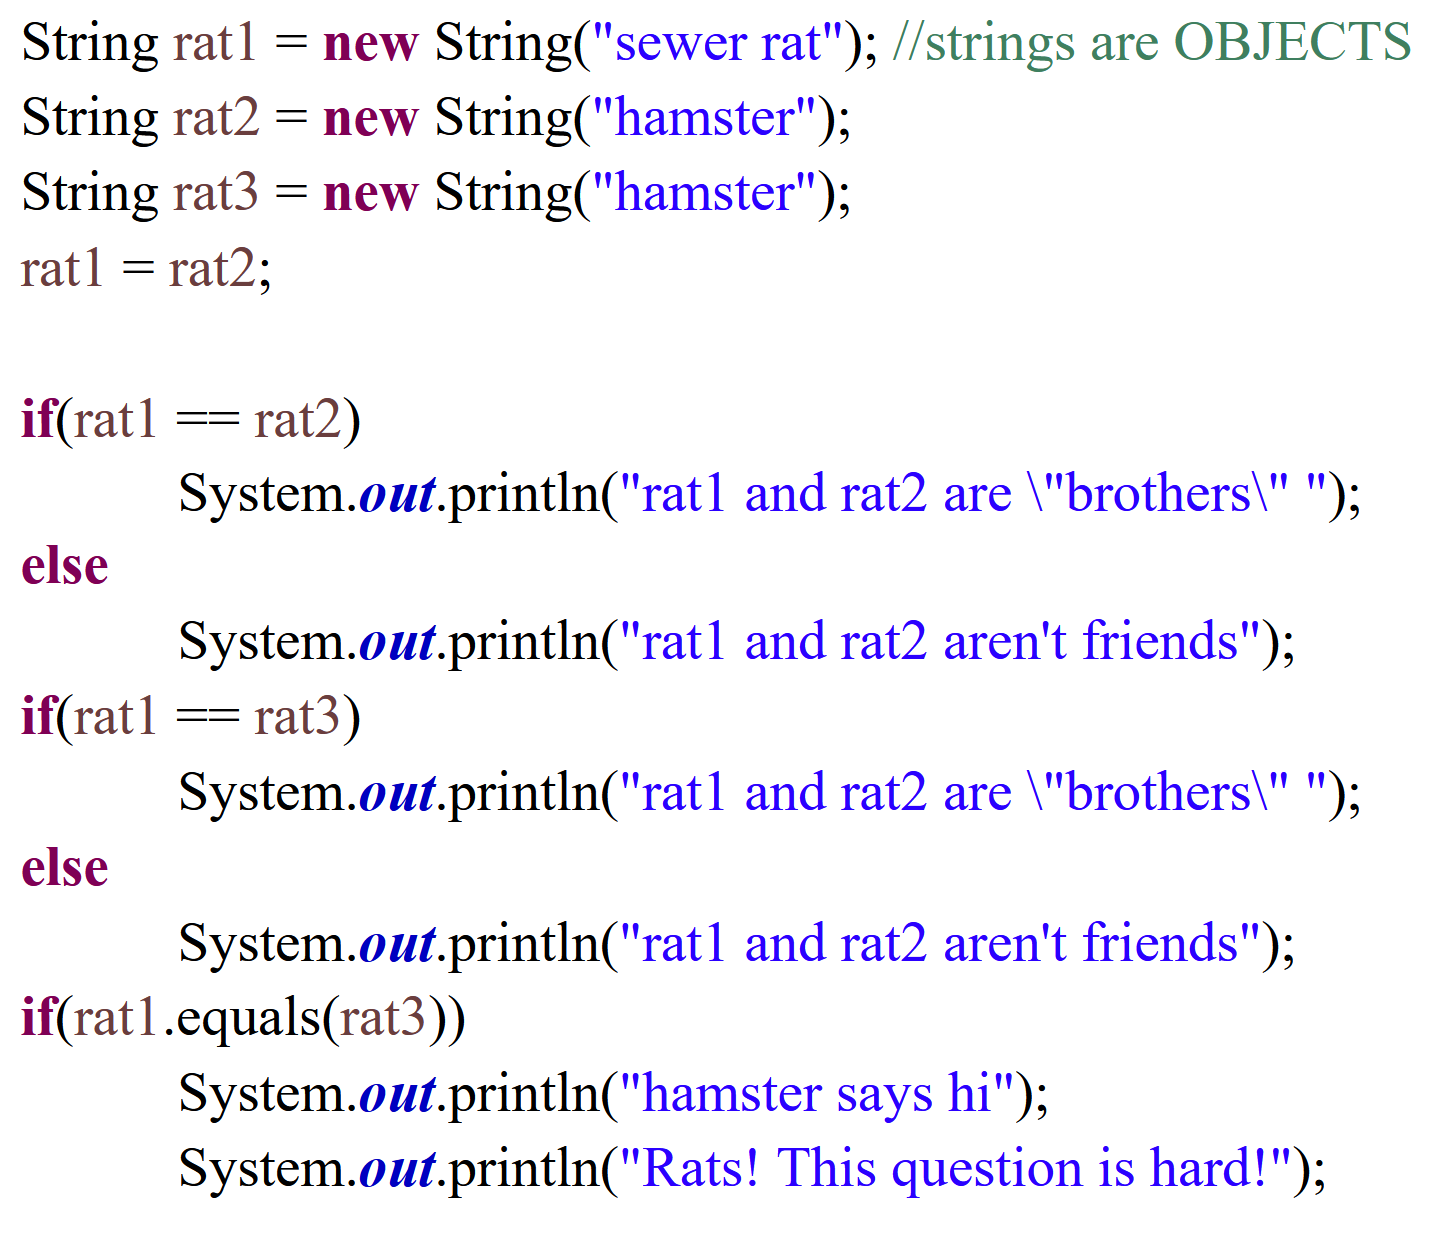 String rat1 = new String("sewer rat"); //strings are OBJECTS
String rat2 = new String("hamster");
String rat3 = new String("hamster");
rat1 = rat2;
if(rat1 == rat2)
System.out.println("rat1 and rat2 are \"brothers\" ");
else
System.out.println("rat1 and rat2 aren't friends");
if(rat1 == rat3)
System.out.println("rat1 and rat2 are \"brothers\" ");
else
System.out.println("rat1 and rat2 aren't friends");
if(rat1.equals(rat3))
System.out.println("hamster says hi");
System.out.println("Rats! This question is hard!");